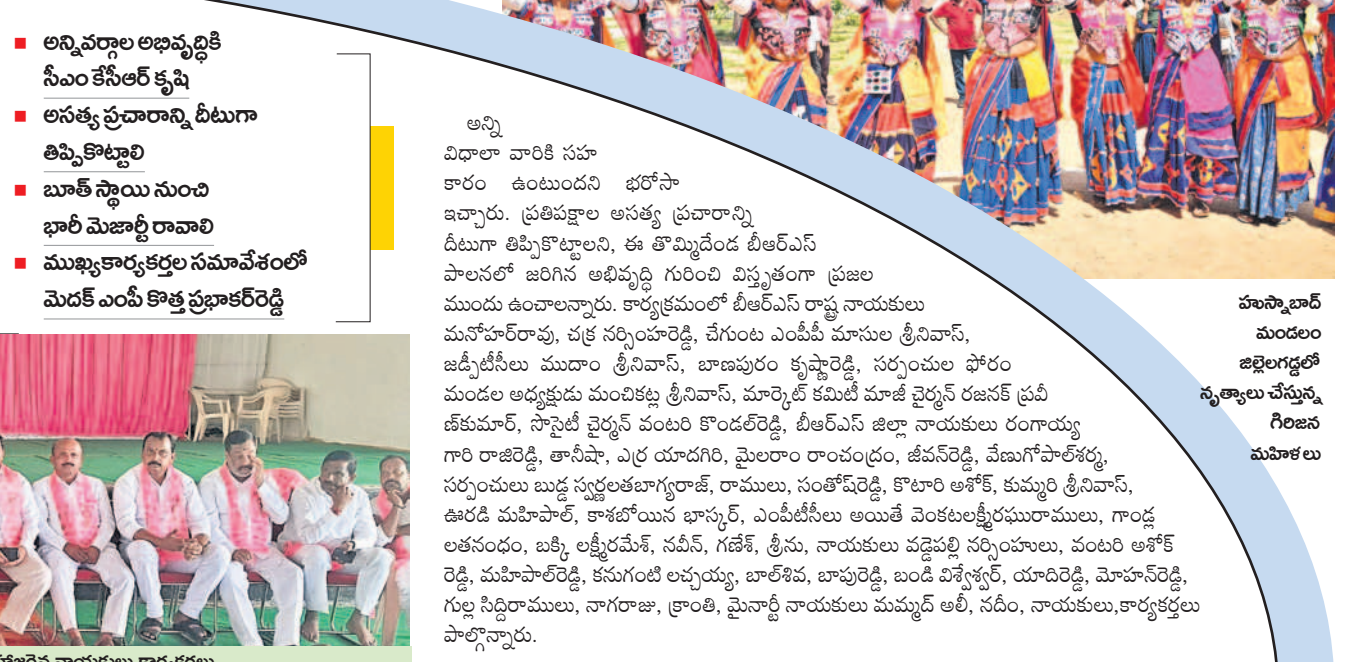 అన్నివర్గాల అభివృద్ధికి
సీఎం కేసీఆర్ కృషి
అసత్య ప్రచారాన్ని దీటుగా
తిప్పికొట్టాలి
బూత్ స్థాయి నుంచి
భారీ మెజార్టీ రావాలి
ముఖ్యకార్యకర్తల సమావేశంలో
మెదక్ ఎంపీ కొత్త ప్రభాకర్‌రెడ్డి
అన్ని
విధాలా వారికి సహ
కారం ఉంటుందని భరోసా
ఇచ్చారు. ప్రతిపక్షాల అసత్య ప్రచారాన్ని
దీటుగా తిప్పికొట్టాలని, ఈ తొమ్మిదేండ్ల బీఆర్ఎస్
పాలనలో జరిగిన అభివృద్ధి గురించి విస్తృతంగా ప్రజల
ముందు ఉంచాలన్నారు. కార్యక్రమంలో బీఆర్ఎస్ రాష్ట్ర నాయకులు
మనోహర్‌రావు, చక్ర నర్సింహరెడ్డి, చేగుంట ఎంపీపీ మాసుల శ్రీనివాస్,
జడ్పీటీసీలు ముదాం శ్రీనివాస్, బాణపురం కృష్ణారెడ్డి, సర్పంచుల ఫోరం
మండల అధ్యక్షుడు మంచికట్ల శ్రీనివాస్, మార్కెట్ కమిటీ మాజీ చైర్మన్ రజనక్ ప్రవీ
ణ్‌కుమార్, సొసైటీ చైర్మన్ వంటరి కొండల్‌రెడ్డి, బీఆర్ఎస్ జిల్లా నాయకులు రంగాయ్య
గారి రాజిరెడ్డి, తానీషా, ఎర్ర యాదగిరి, మైలరాం రాంచంద్రం, జీవన్‌రెడ్డి, వేణుగోపాల్‌శర్మ,
సర్పంచులు బుడ్డ స్వర్ణలతబాగ్యరాజ్, రాములు, సంతోష్‌రెడ్డి, కొటారి అశోక్, కుమ్మరి శ్రీనివాస్,
ఊరడి మహిపాల్, కాశబోయిన భాస్కర్, ఎంపీటీసీలు అయితే వెంకటలక్ష్మీరఘురాములు, గాండ్ల
లతనంధం, బక్కి లక్ష్మీరమేశ్, నవీన్, గణేశ్, శ్రీను, నాయకులు వడ్డెపల్లి నర్సింహులు, వంటరి అశోక్
రెడ్డి, మహిపాల్‌రెడ్డి, కనుగంటి లచ్చయ్య, బాల్‌శివ, బాపురెడ్డి, బండి విశ్వేశ్వర్, యాదిరెడ్డి, మోహన్‌రెడ్డి,
గుల్ల సిద్దిరాములు, నాగరాజు, క్రాంతి, మైనార్టీ నాయకులు మమ్మద్ అలీ, నదీం, నాయకులు,కార్యకర్తలు
పాల్గొన్నారు.
హుస్నాబాద్
మండలం
జిల్లెలగడ్డలో
నృత్యాలు చేస్తున్న
గిరిజన
మహిళలు